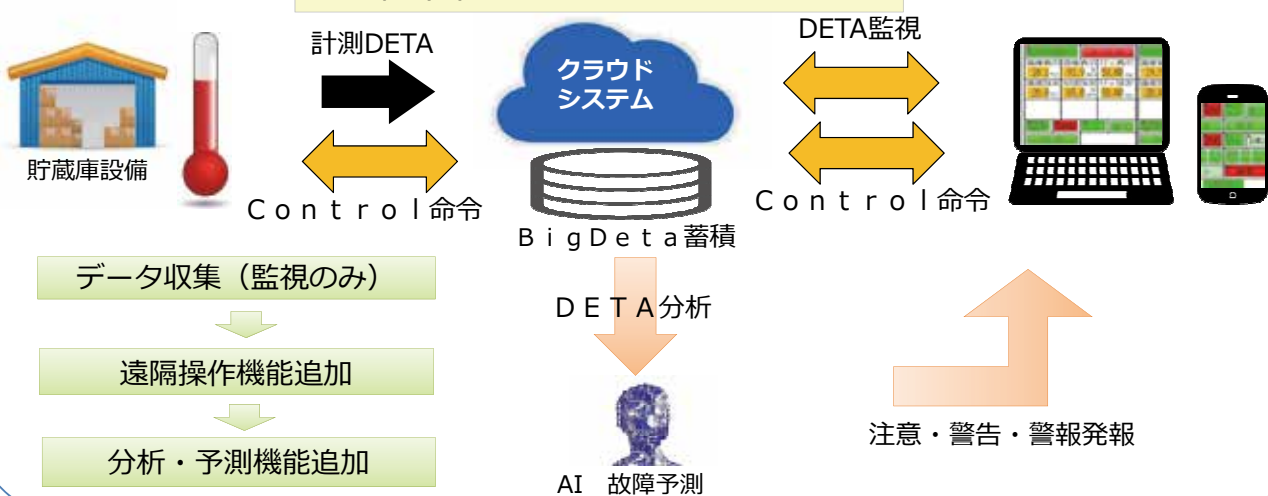 計測DETA
DETA監視
クラウド
システム
貯蔵庫設備
Control命令
Control命令
BigDeta蓄積
データ収集（監視のみ）
DETA分析
遠隔操作機能追加
分析・予測機能追加
注意・警告・警報発報
AI　故障予測